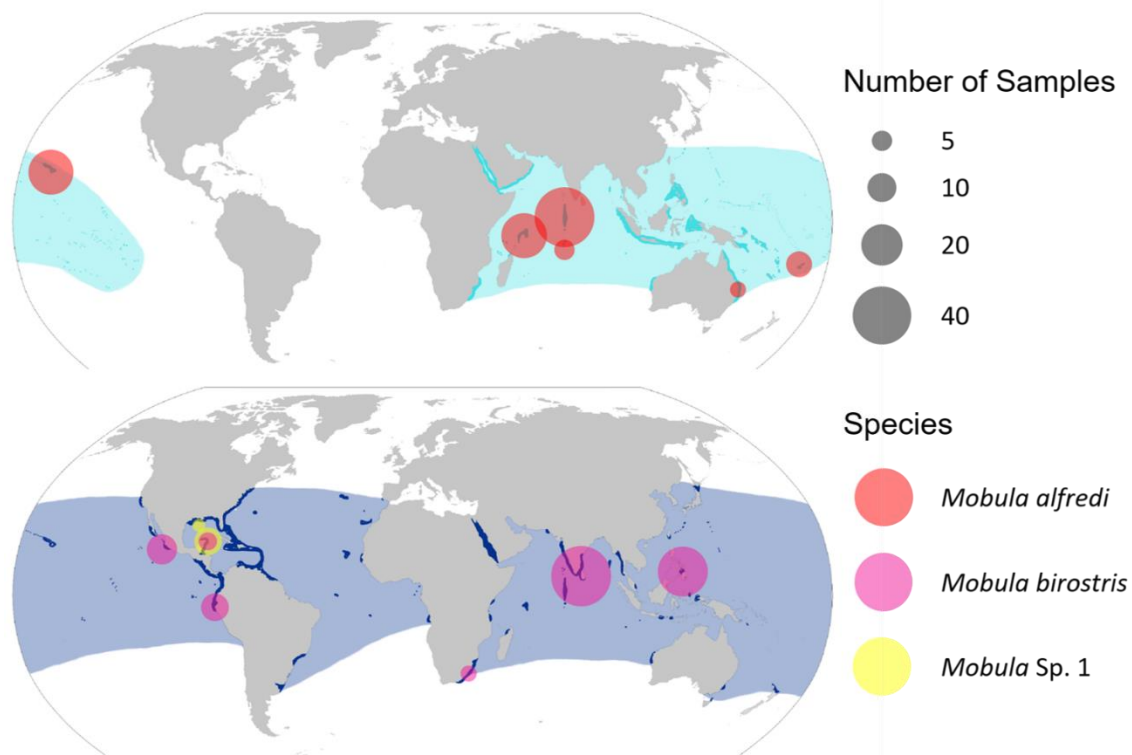 Number of Samples
5
10
20
40
Species
Mobula alfredi
Mobula birostris
Mobula Sp. 1